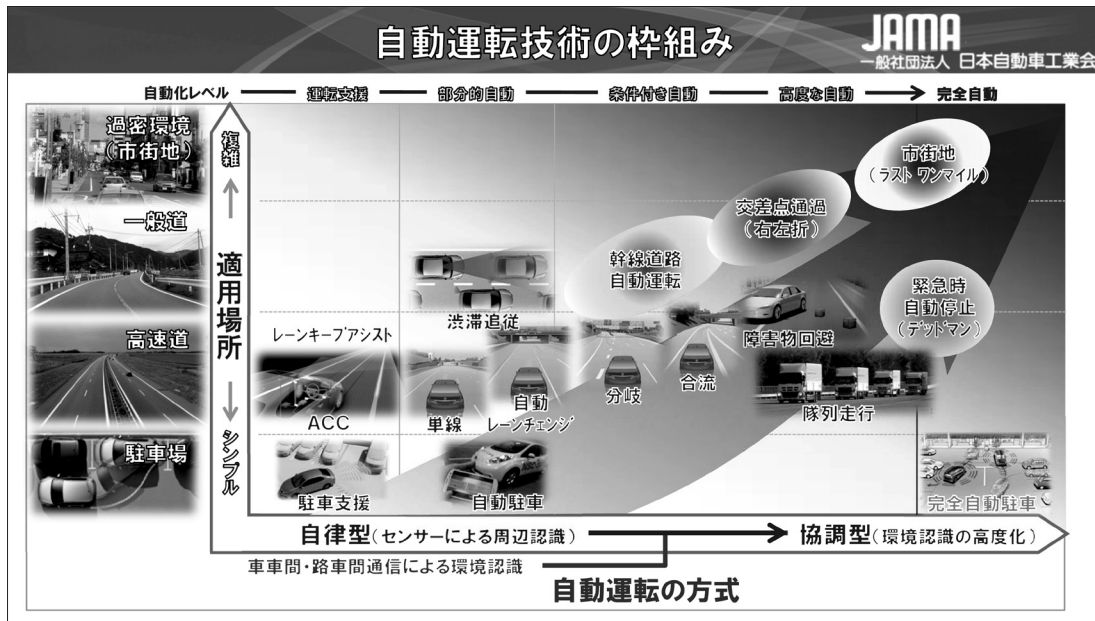 自動運転技術の枠組み
JAMA
一般社団法人 日本自動車工業会
自動化レベル
運転支援
部分的自動
条件付き自動
高度な自動
完全自動
過密環境
(市街地)
一般道
高速道
駐車場
複雑
適用場所
シンプル
市街地
(ラスト ワンマイル)
交差点通過
(右左折)
幹線道路
自動運転
緊急時
自動停止
(デッドマン)
渋滞追従
レーンキープアシスト
障害物回避
ACC
単線
自動
レーンチェンジ
分岐
合流
隊列走行
駐車支援
自動駐車
完全自動駐車
自律型(センサーによる周辺認識)
協調型(環境認識の高度化)
車車間・路車間通信による環境認識
自動運転の方式